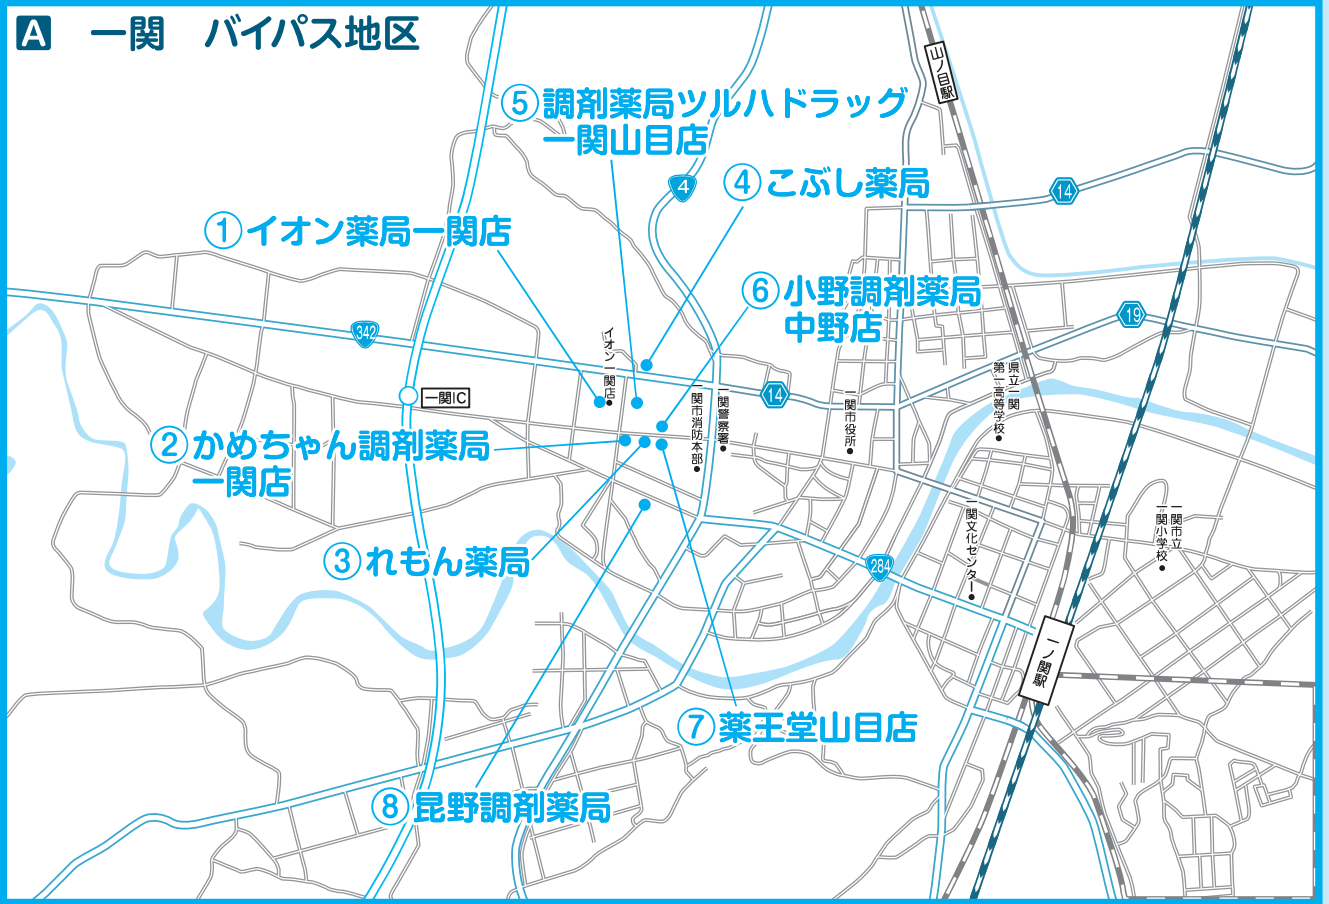 A 一関 バイパス地区
山ノ目駅
⑤調剤薬局ツルハドラッグ
一関山目店
4
④こぶし薬局
14
①イオン薬局一関店
⑥小野調剤薬局
中野店
19
342
イオン一関店
県立一関
第一高等学校
一関IC
14
一関市消防本部
一関警察署
一関市役所
②かめちゃん調剤薬局
一関店
一関文化センター
一関市立
一関小学校
③れもん薬局
284
一ノ関駅
⑦薬王堂山目店
⑧昆野調剤薬局